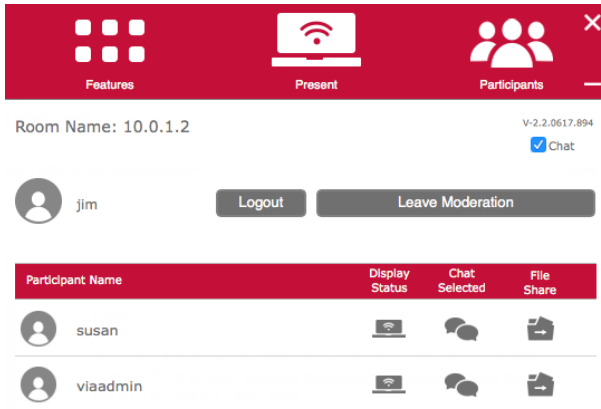 Features
Present
Participants
Room Name: 10.0.1.2
V-2.2.0617.894
Chat
jim
Logout
Leave Moderation
Participant Name
Display Status
Chat Selected
File Share
susan
viaadmin